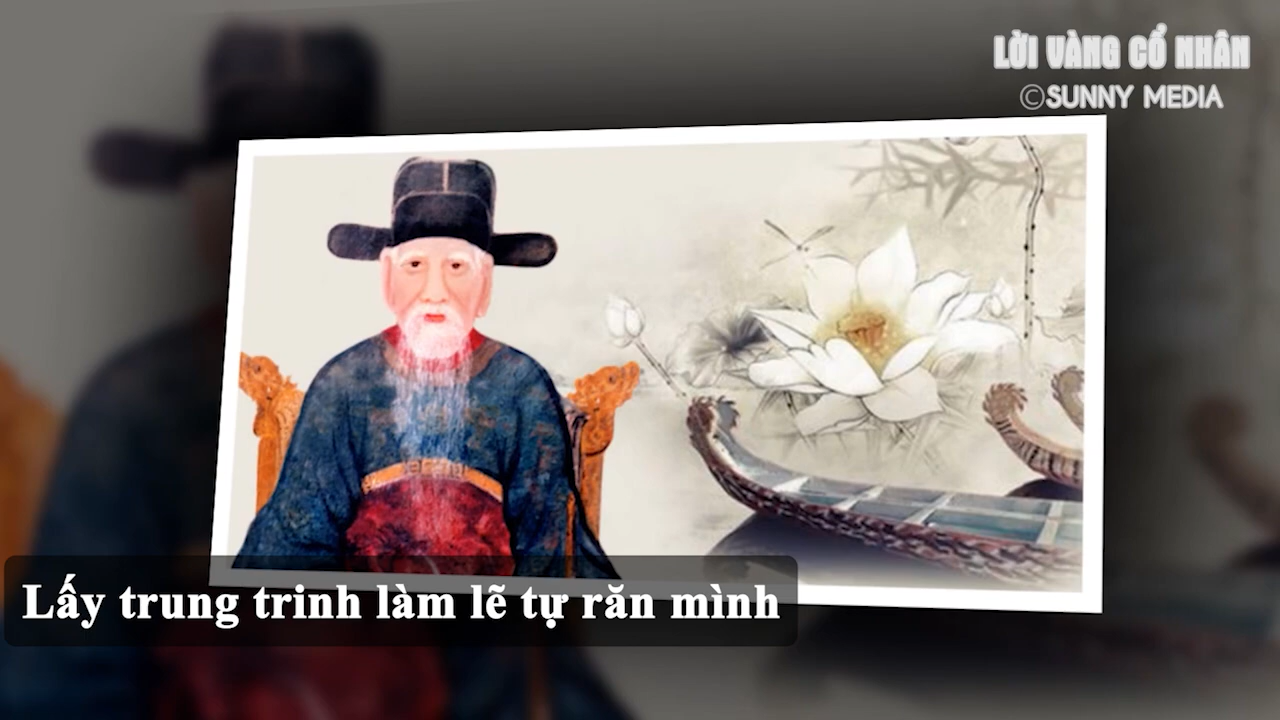 LỜI VÀNG CỔ NHÂN
©SUNNY MEDIA
Lấy trung trinh làm lẽ tự răn mình